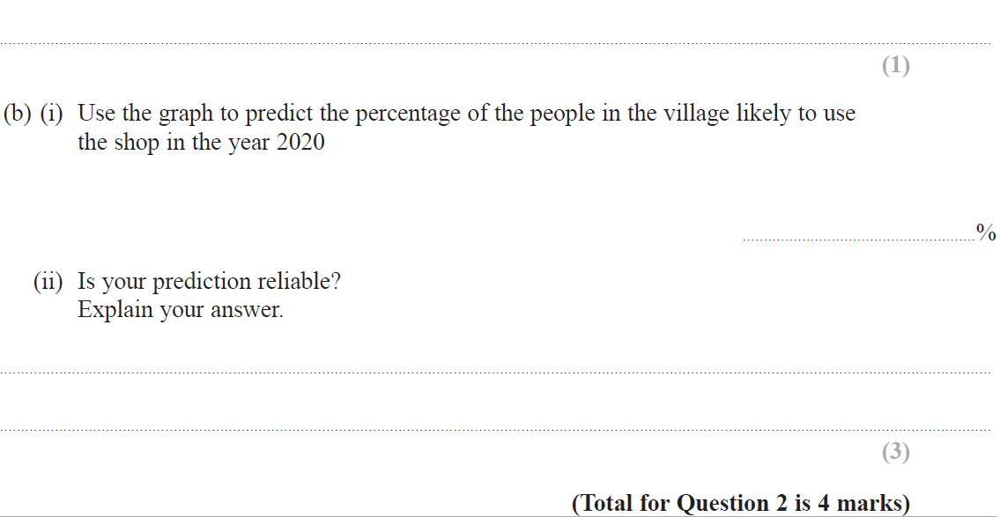 (1)
(b) (i) Use the graph to predict the percentage of the people in the village likely to use
the shop in the year 2020
%
(ii) Is your prediction reliable?
Explain your answer.
(3)
(Total for Question 2 is 4 marks)